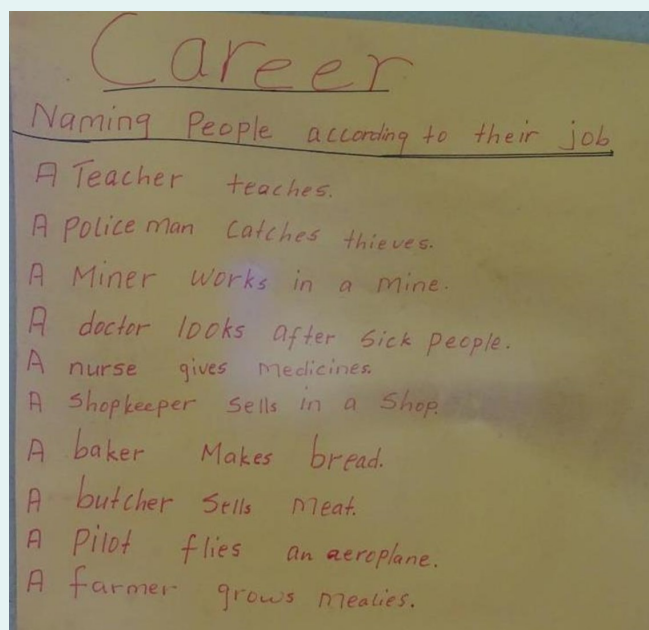 Career
Naming People according to their job
A Teacher teaches.
A Police man catches thieves.
A Miner works in a mine.
A doctor looks after sick people.
A nurse gives medicines.
A Shopkeeper sells in a shop.
A baker Makes bread.
A butcher sells meat.
A Pilot flies an aeroplane.
A farmer grows mealies.